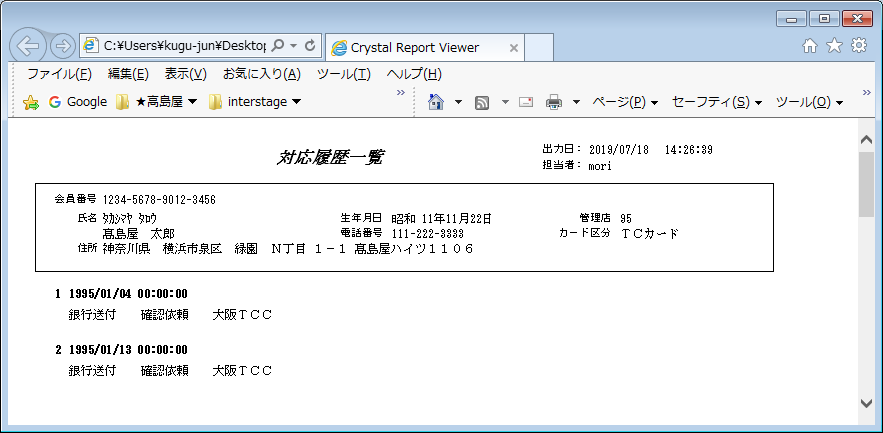 C:¥Users¥kugu-jun¥Desktop
Crystal Report Viewer
ファイル(F) 編集(E) 表示(V) お気に入り(A) ツール(T) ヘルプ(H)
Google ★高島屋 interstage ページ(P) セーフティ(S) ツール(O)
対応履歴一覧
出力日： 2019/07/18 14:26:39
担当者： mori
会員番号 1234-5678-9012-3456
氏名 ﾀｶｼﾏﾔ ﾀﾛｳ 生年月日 昭和 11年11月22日 管理店 95
髙島屋 太郎 電話番号 111-222-3333 カード区分 ＴＣカード
住所 神奈川県 横浜市泉区 緑園 Ｎ丁目 １－１ 髙島屋ハイツ１１０６
1 1995/01/04 00:00:00
銀行送付 確認依頼 大阪ＴＣＣ
2 1995/01/13 00:00:00
銀行送付 確認依頼 大阪ＴＣＣ